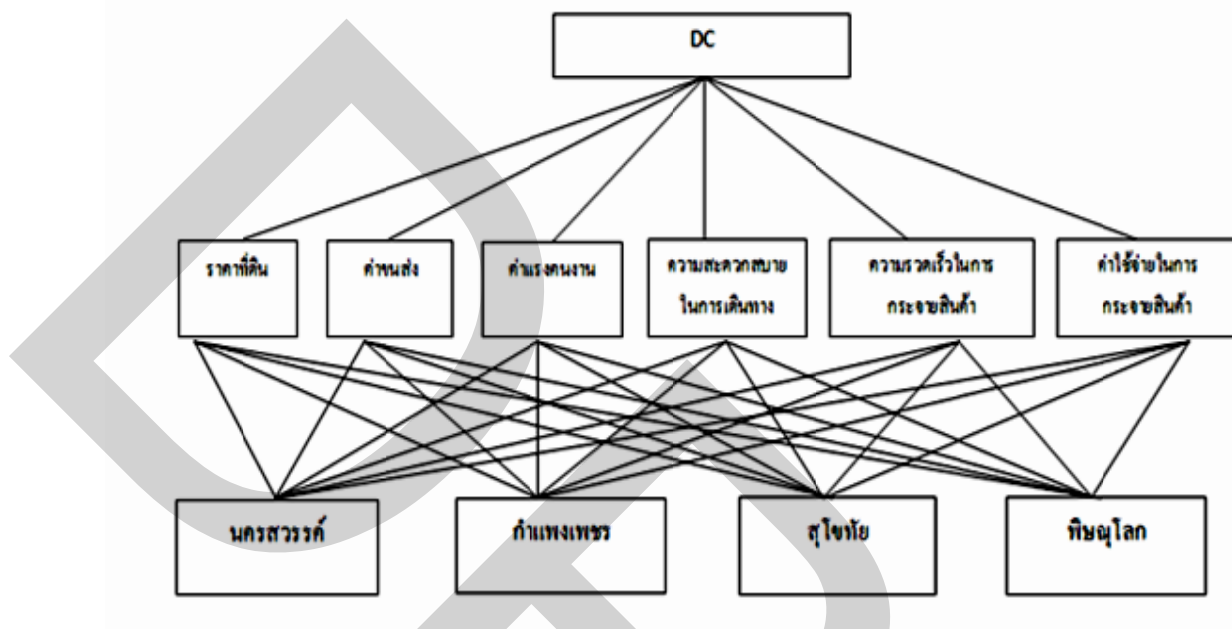 DC
ราคาที่ดิน
ค่าขนส่ง
ค่าแรงคนงาน
ความสะดวกสบาย
ในการเดินทาง
ความรวดเร็วในการ
กระจายสินค้า
ค่าใช้จ่ายในการ
กระจายสินค้า
นครสวรรค์
กำแพงเพชร
สุโขทัย
พิษณุโลก